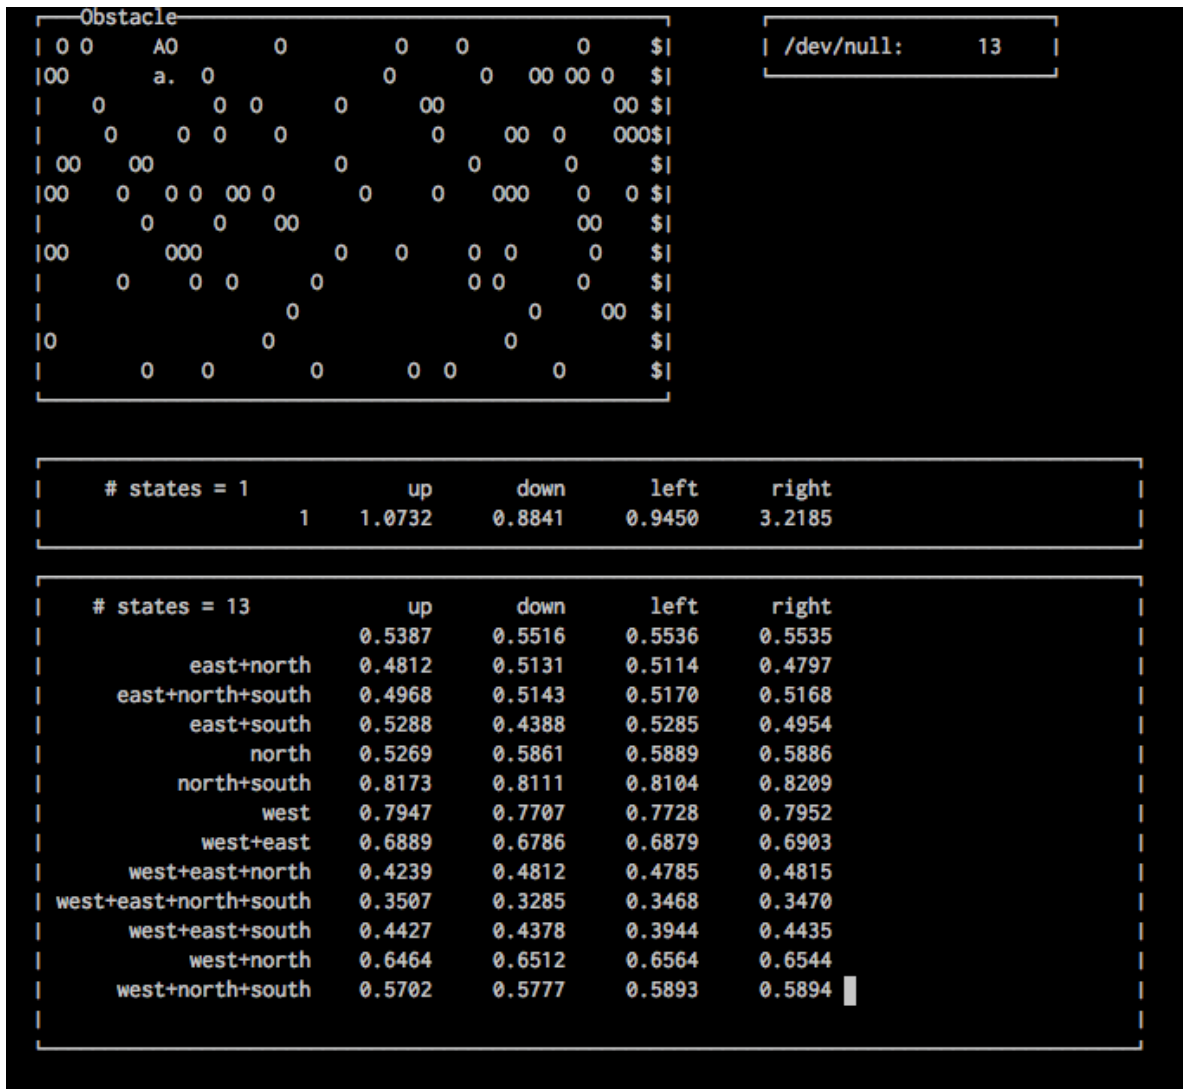 Obstacle
| O O     AO        O         O    O         O     $|       | /dev/null:      13    |
|OO       a.  O              O       O   OO OO O   $|
|    O         O  O      O      OO              OO $|
|     O     O  O    O            O     OO  O    OOO$|
| OO    OO               O          O       O      $|
|OO    O   O O  OO O       O     O    OOO    O   O $|
|        O     O    OO                       OO    $|
|OO        OOO           O    O     O  O      O    $|
|      O     O  O      O            O O      O     $|
|                    O                   O     OO  $|
|O                 O                   O           $|
|        O    O        O       O  O        O       $|
# states = 1 up down left right
1 1.0732 0.8841 0.9450 3.2185
# states = 13 up down left right
0.5387 0.5516 0.5536 0.5535
east+north 0.4812 0.5131 0.5114 0.4797
east+north+south 0.4968 0.5143 0.5170 0.5168
east+south 0.5288 0.4388 0.5285 0.4954
north 0.5269 0.5861 0.5889 0.5886
north+south 0.8173 0.8111 0.8104 0.8209
west 0.7947 0.7707 0.7728 0.7952
west+east 0.6889 0.6786 0.6879 0.6903
west+east+north 0.4239 0.4812 0.4785 0.4815
west+east+north+south 0.3507 0.3285 0.3468 0.3470
west+east+south 0.4427 0.4378 0.3944 0.4435
west+north 0.6464 0.6512 0.6564 0.6544
west+north+south 0.5702 0.5777 0.5893 0.5894